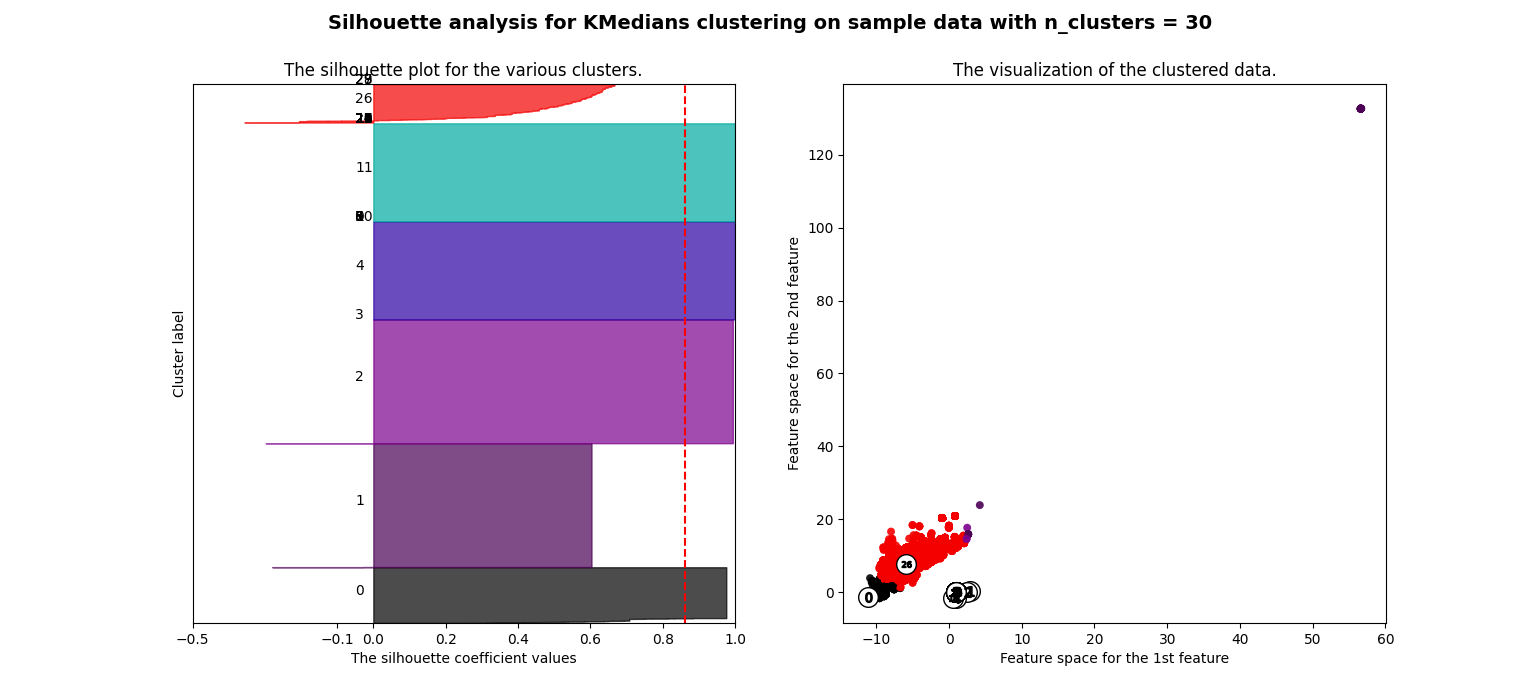 Silhouette analysis for KMedians clustering on sample data with n_clusters = 30
The silhouette plot for the various clusters.
26
11
4
3
2
1
0
Cluster label
−0.5 −0.1 0.0 0.2 0.4 0.6 0.8 1.0
The silhouette coefficient values
The visualization of the clustered data.
120
100
80
60
40
20
0
Feature space for the 2nd feature
26
0
−10 0 10 20 30 40 50 60
Feature space for the 1st feature